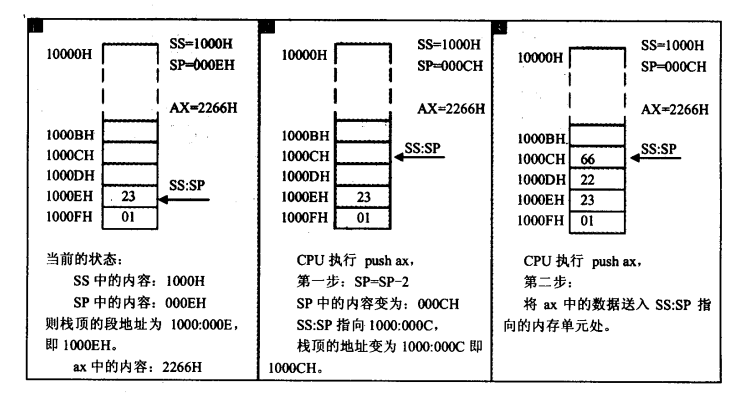 1
10000H
SS=1000H
SP=000EH
AX=2266H
1000BH
1000CH
1000DH
SS:SP
1000EH 23
1000FH 01
当前的状态:
SS 中的内容: 1000H
SP 中的内容: 000EH
则栈顶的段地址为 1000:000E,
即 1000EH。
ax 中的内容: 2266H
2
10000H
SS=1000H
SP=000CH
AX=2266H
1000BH
1000CH
SS:SP
1000DH
1000EH 23
1000FH 01
CPU 执行 push ax,
第一步: SP=SP-2
SP 中的内容变为: 000CH
SS:SP 指向 1000:000C,
栈顶的地址变为 1000:000C 即
1000CH。
3
10000H
SS=1000H
SP=000CH
AX=2266H
1000BH
1000CH 66
SS:SP
1000DH 22
1000EH 23
1000FH 01
CPU 执行 push ax,
第二步:
将 ax 中的数据送入 SS:SP 指
向的内存单元处。